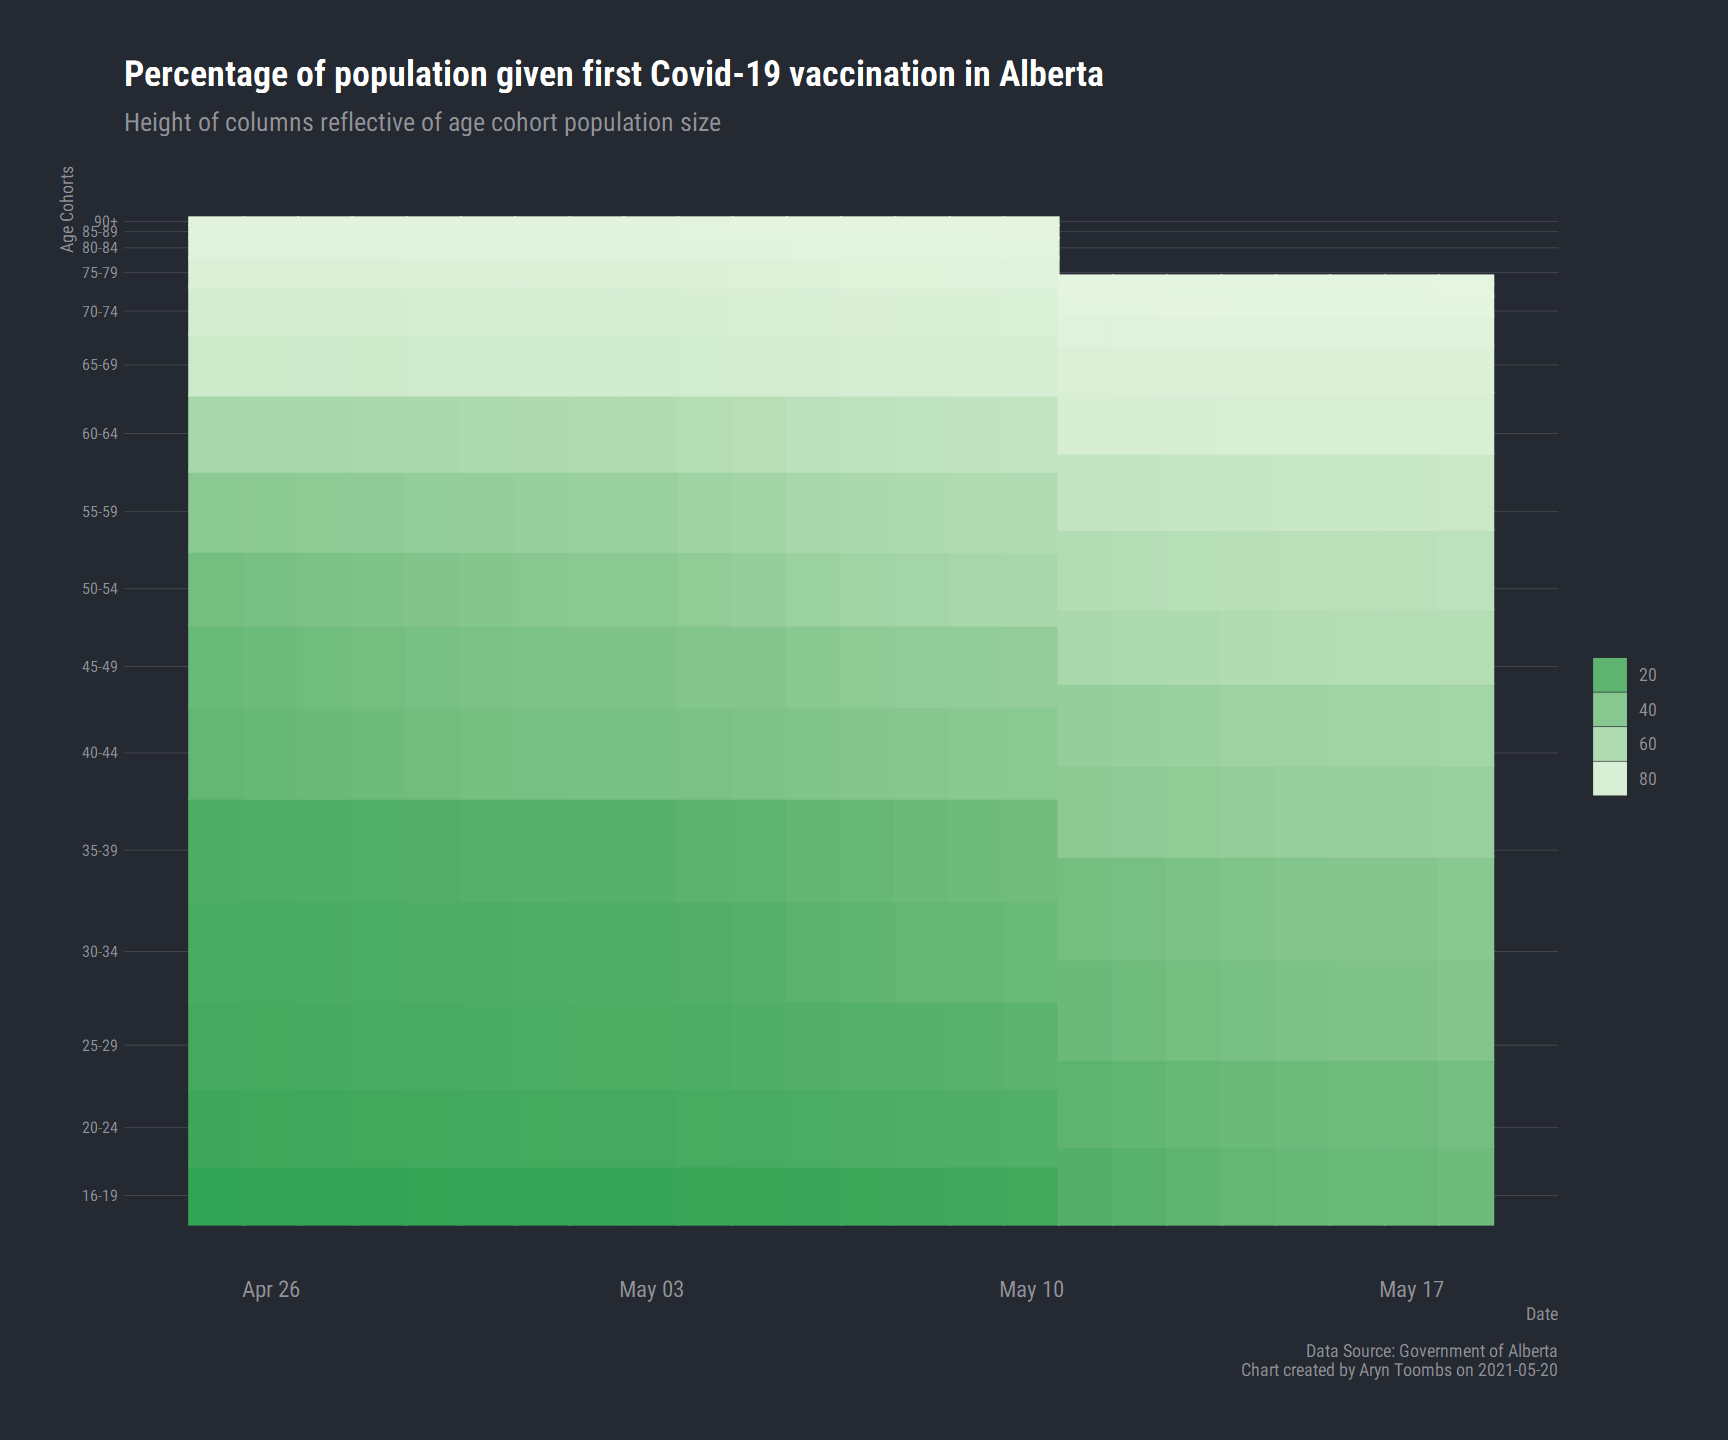 Percentage of population given first Covid-19 vaccination in Alberta
Height of columns reflective of age cohort population size
Age Cohorts
90+
85-89
80-84
75-79
70-74
65-69
60-64
55-59
50-54
45-49
40-44
35-39
30-34
25-29
20-24
16-19
20
40
60
80
Apr 26
May 03
May 10
May 17
Date
Data Source: Government of Alberta
Chart created by Aryn Toombs on 2021-05-20